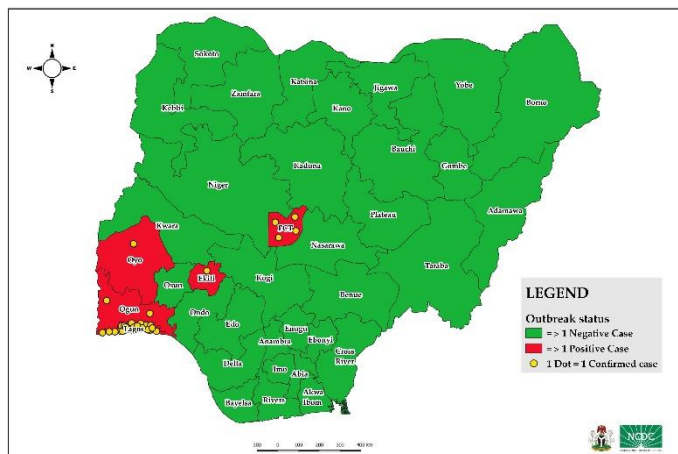 N
W E
S
Sokoto
Katsina
Jigawa
Yobe
Borno
Zamfara
Kano
Kebbi
Bauchi
Gombe
Kaduna
Niger
Adamawa
Plateau
Kwara
FCT
Nasarawa
Taraba
Oyo
Ekiti
Kogi
Osun
Benue
Ogun
Ondo
Edo
Lagos
Enugu
Ebonyi
Anambra
Cross
River
Delta
Imo
Abia
Akwa
Ibom
Bayelsa
Rivers
LEGEND
Outbreak status
=> 1 Negative Case
=> 1 Positive Case
1 Dot = 1 Confirmed case
100 0 100 200 300 400 km
NCDC